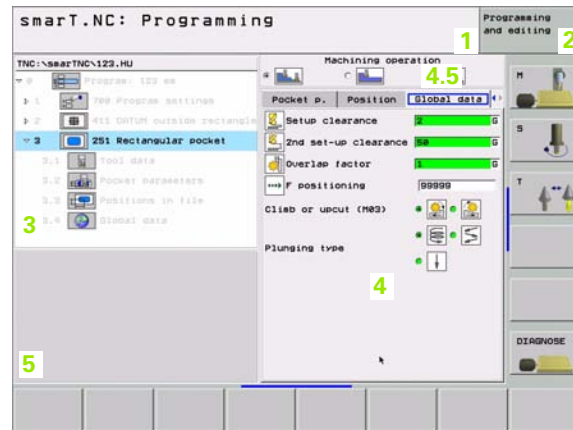 smarT.NC: Programming
1
Programming
and editing
2
TNC:\smarTNC\123.HU
0 Program: 123 mm
1 700 Program settings
2 411 DATUM outside rectangle
3 251 Rectangular pocket
3.1 Tool data
3.2 Pocket parameters
3.3 Positions in file
3.4 Global data
3
5
Machining operation
4.5
Pocket p. Position Global data
Setup clearance 2 G
2nd set-up clearance 50 G
Overlap factor 1 G
F positioning 99999
Climb or upcut (M03)
Plunging type
4
M
S
T
DIAGNOSE